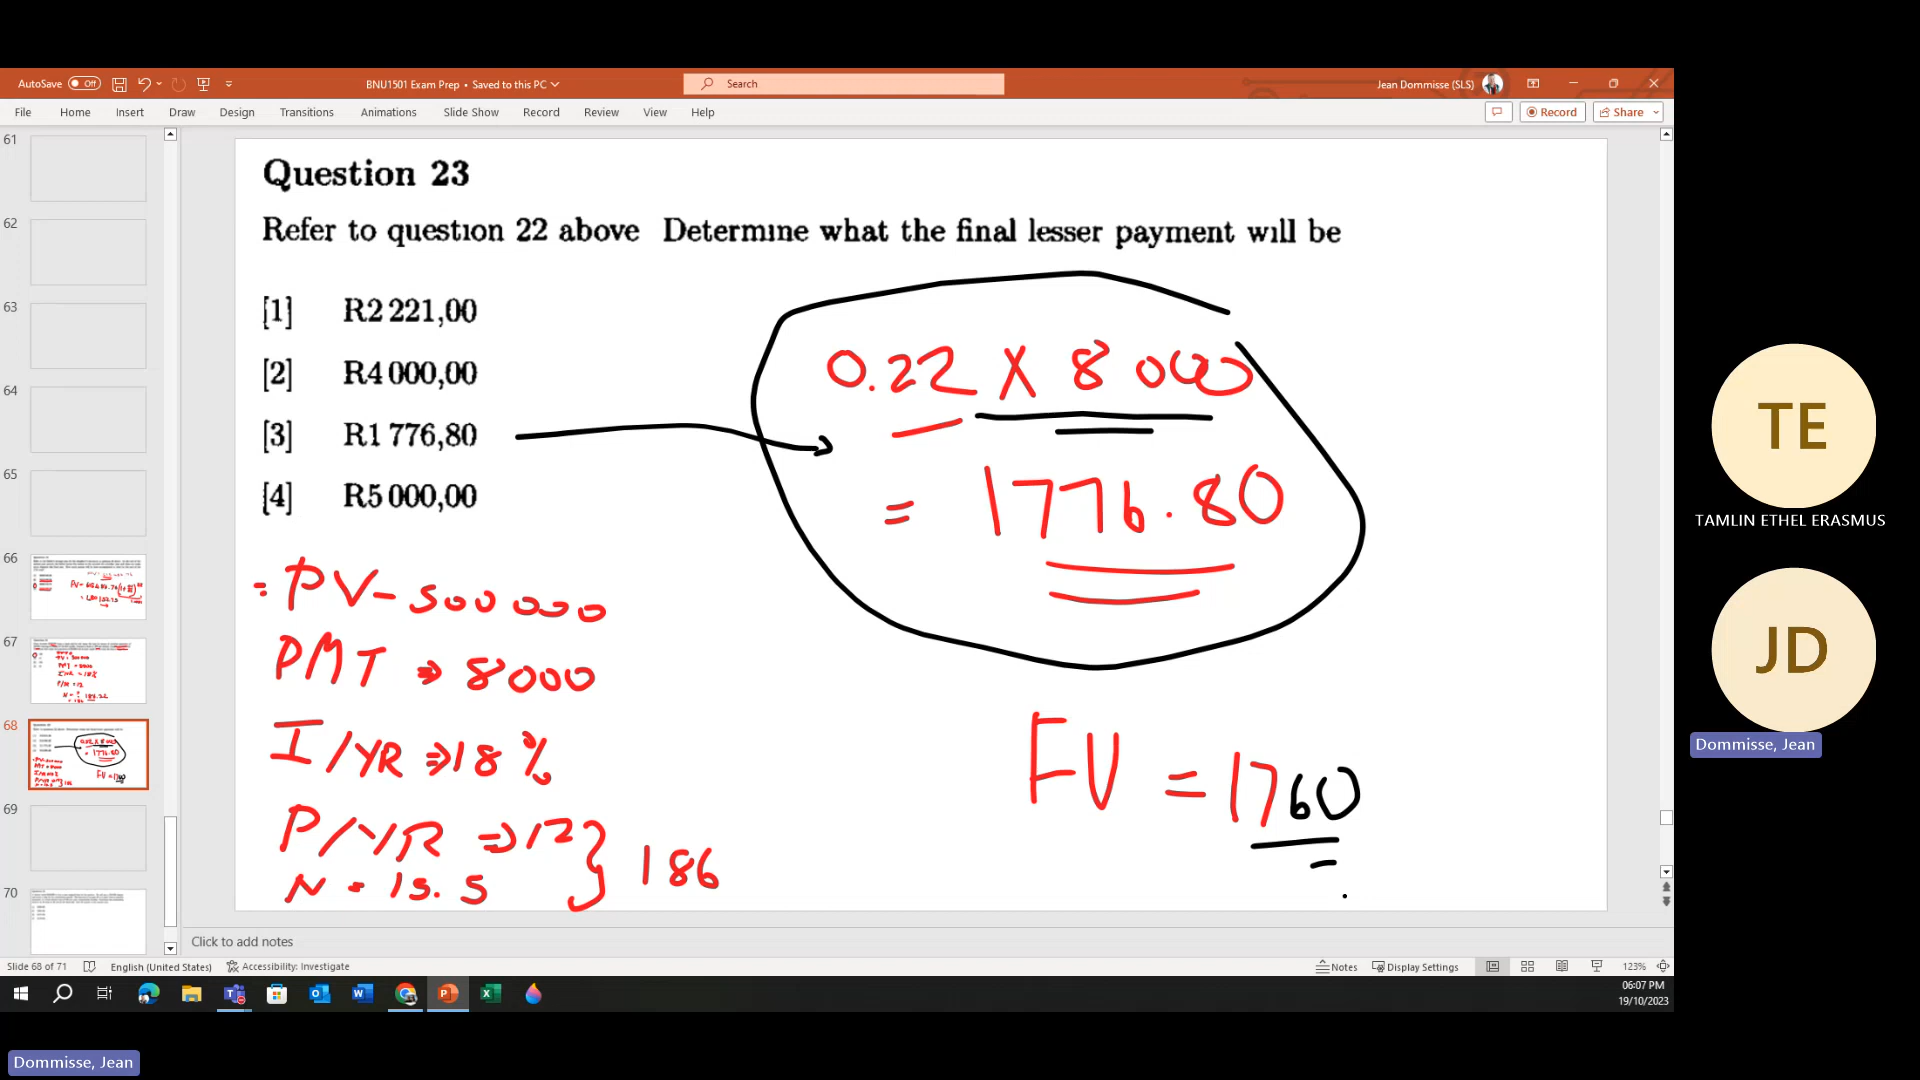 AutoSave Off
BNU1501 Exam Prep • Saved to this PC
Search
Jean Dommisse (SLS)
File Home Insert Draw Design Transitions Animations Slide Show Record Review View Help
Record
Share
61
62
63
64
65
66
67
68
69
70
Question 23
Refer to question 22 above Determine what the final lesser payment will be
[1] R2 221,00
[2] R4 000,00
[3] R1 776,80
[4] R5 000,00
0.22 X 8 000
= 1776.80
PV - 500 000
PMT ⇒ 8000
I/YR ⇒ 18 %
P/YR ⇒ 12
N = 15.5
} 186
FV = 1760
Click to add notes
Slide 68 of 71 English (United States) Accessibility: Investigate
Notes Display Settings 123%
06:07 PM
19/10/2023
TE
TAMLIN ETHEL ERASMUS
JD
Dommisse, Jean
Dommisse, Jean